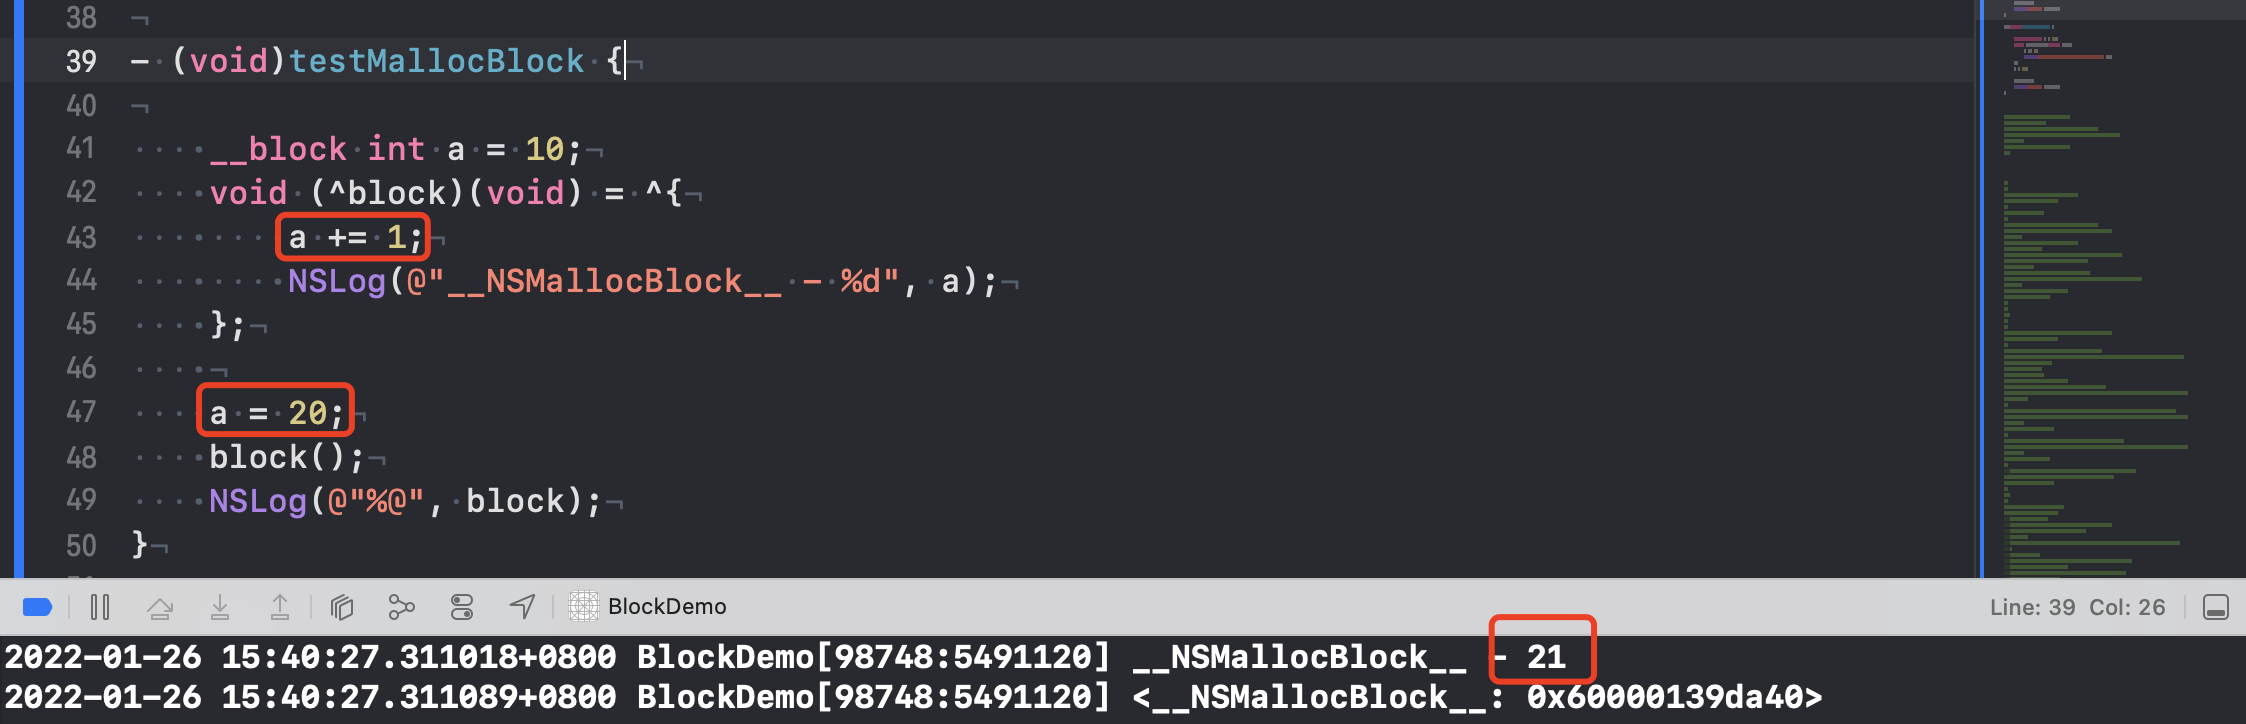 38
39 - (void)testMallocBlock {
40
41 __block int a = 10;
42 void (^block)(void) = ^{
43 a += 1;
44 NSLog(@"__NSMallocBlock__ - %d", a);
45 };
46
47 a = 20;
48 block();
49 NSLog(@"%@", block);
50 }
BlockDemo
Line: 39 Col: 26
2022-01-26 15:40:27.311018+0800 BlockDemo[98748:5491120] __NSMallocBlock__ - 21
2022-01-26 15:40:27.311089+0800 BlockDemo[98748:5491120] <__NSMallocBlock__: 0x60000139da40>